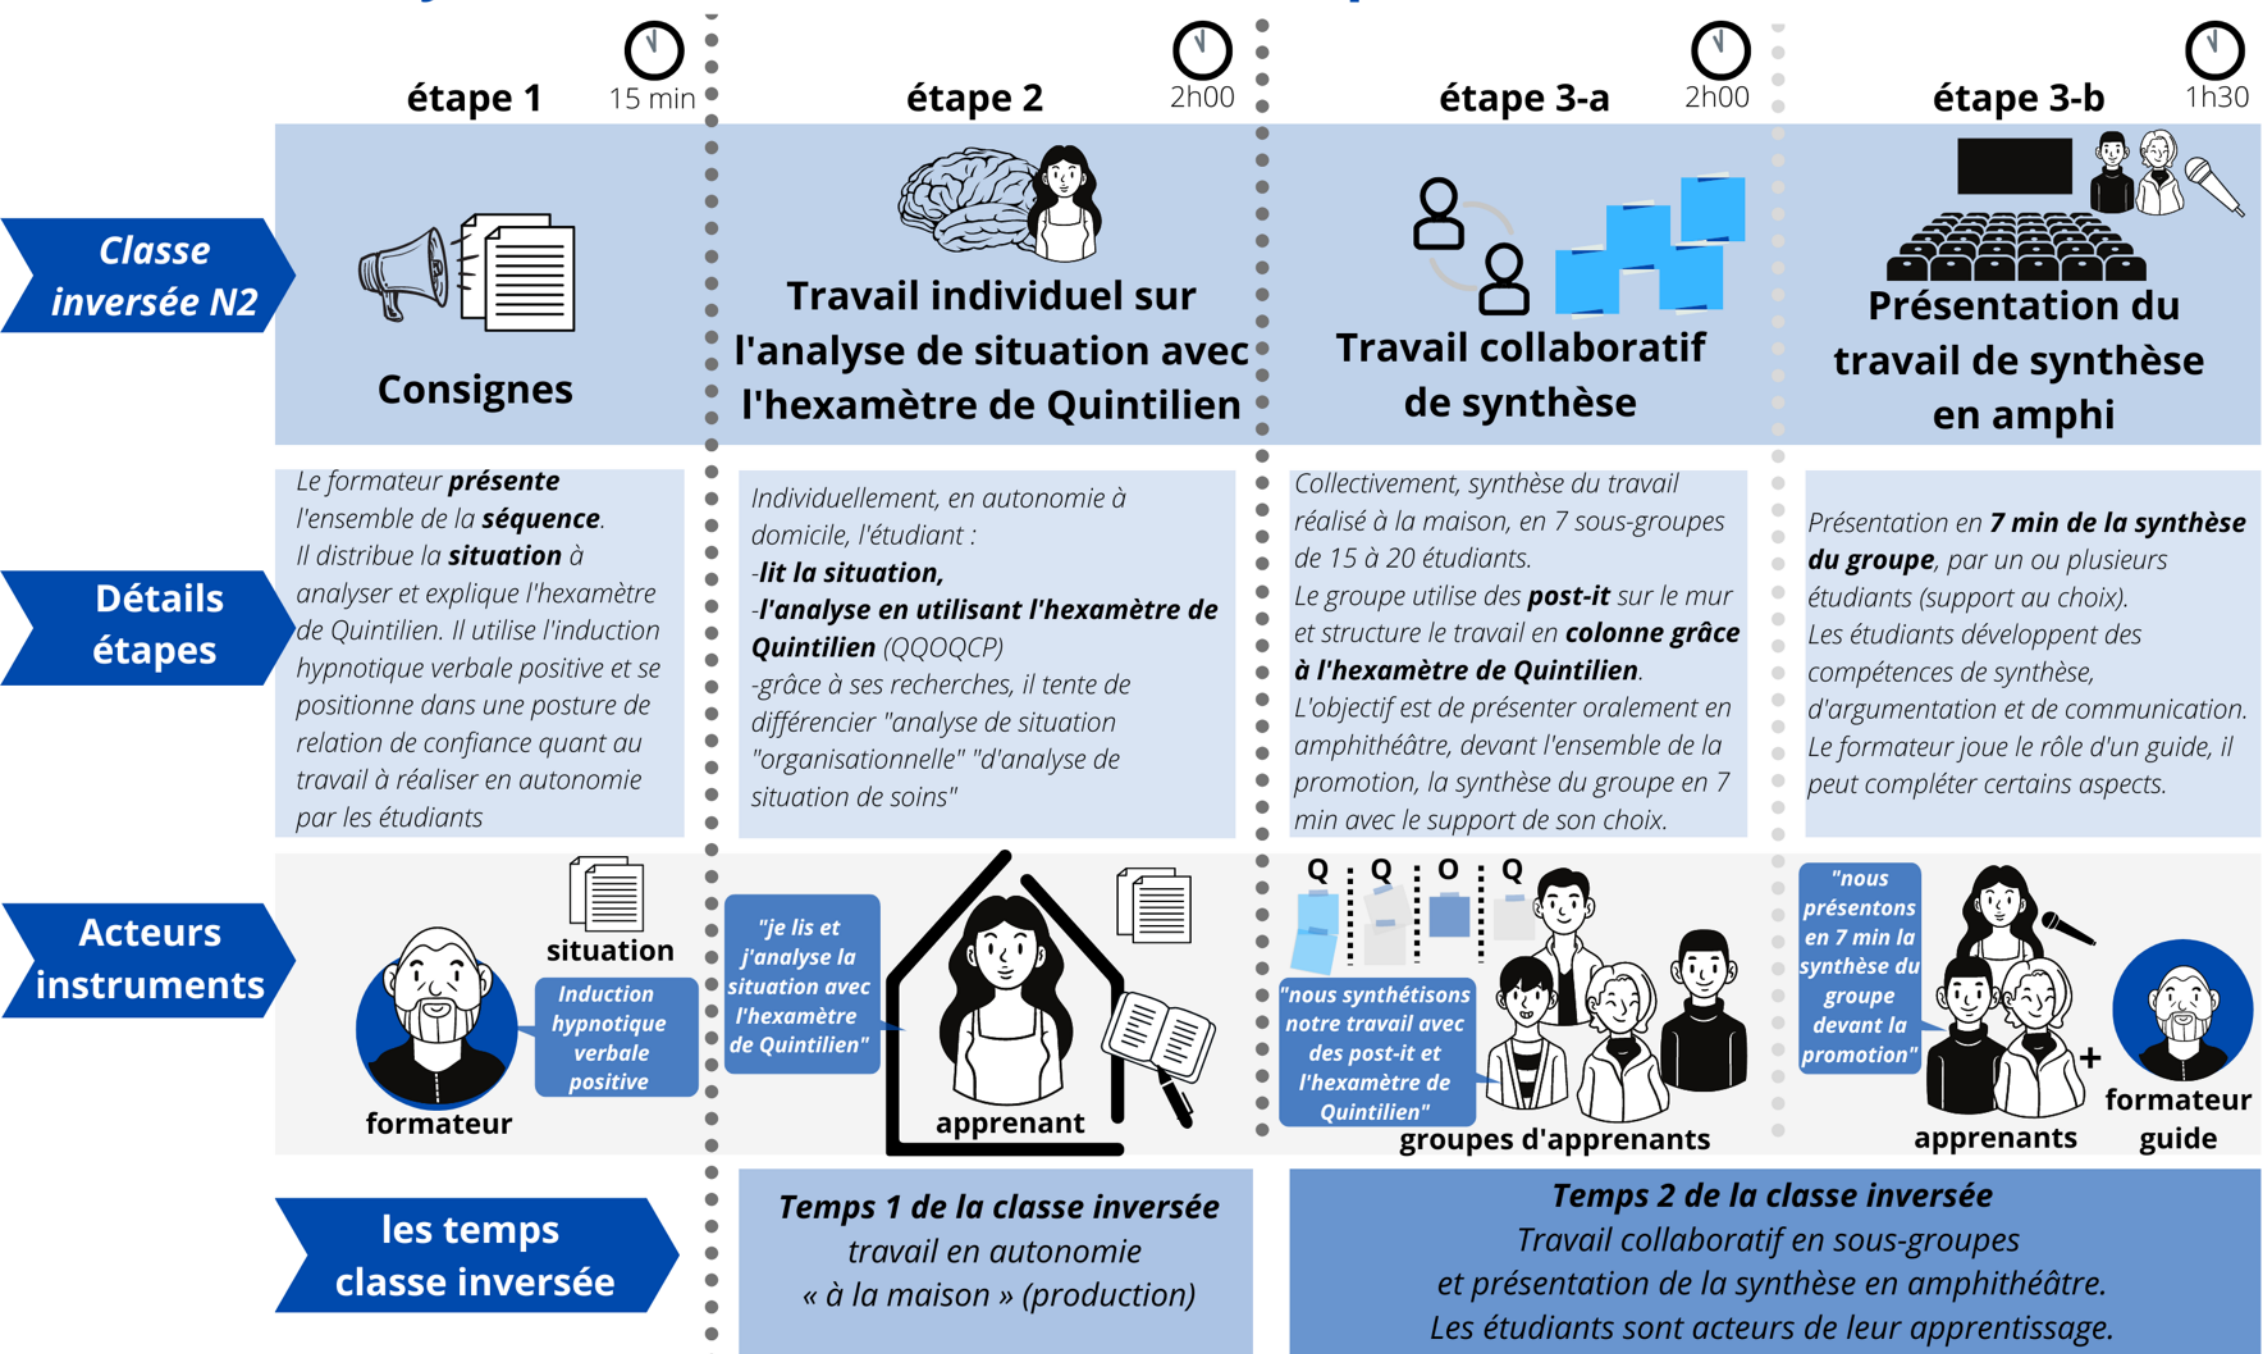 étape 1
15 min
étape 2
2h00
étape 3-a
2h00
étape 3-b
1h30
Classe
inversée N2
Consignes
Travail individuel sur
l'analyse de situation avec
l'hexamètre de Quintilien
Travail collaboratif
de synthèse
Présentation du
travail de synthèse
en amphi
Détails
étapes
Le formateur présente
l'ensemble de la séquence.
Il distribue la situation à
analyser et explique l'hexamètre
de Quintilien. Il utilise l'induction
hypnotique verbale positive et se
positionne dans une posture de
relation de confiance quant au
travail à réaliser en autonomie
par les étudiants
Individuellement, en autonomie à
domicile, l'étudiant :
-lit la situation,
-l'analyse en utilisant l'hexamètre de
Quintilien (QQOQCP)
-grâce à ses recherches, il tente de
différencier "analyse de situation
"organisationnelle" "d'analyse de
situation de soins"
Collectivement, synthèse du travail
réalisé à la maison, en 7 sous-groupes
de 15 à 20 étudiants.
Le groupe utilise des post-it sur le mur
et structure le travail en colonne grâce
à l'hexamètre de Quintilien.
L'objectif est de présenter oralement en
amphithéâtre, devant l'ensemble de la
promotion, la synthèse du groupe en 7
min avec le support de son choix.
Présentation en 7 min de la synthèse
du groupe, par un ou plusieurs
étudiants (support au choix).
Les étudiants développent des
compétences de synthèse,
d'argumentation et de communication.
Le formateur joue le rôle d'un guide, il
peut compléter certains aspects.
Acteurs
instruments
situation
Induction
hypnotique
verbale
positive
formateur
"je lis et
j'analyse la
situation avec
l'hexamètre
de Quintilien"
apprenant
Q Q O Q
"nous synthétisons
notre travail avec
des post-it et
l'hexamètre de
Quintilien"
groupes d'apprenants
"nous
présentons
en 7 min la
synthèse du
groupe
devant la
promotion"
apprenants
+
formateur
guide
les temps
classe inversée
Temps 1 de la classe inversée
travail en autonomie
« à la maison » (production)
Temps 2 de la classe inversée
Travail collaboratif en sous-groupes
et présentation de la synthèse en amphithéâtre.
Les étudiants sont acteurs de leur apprentissage.